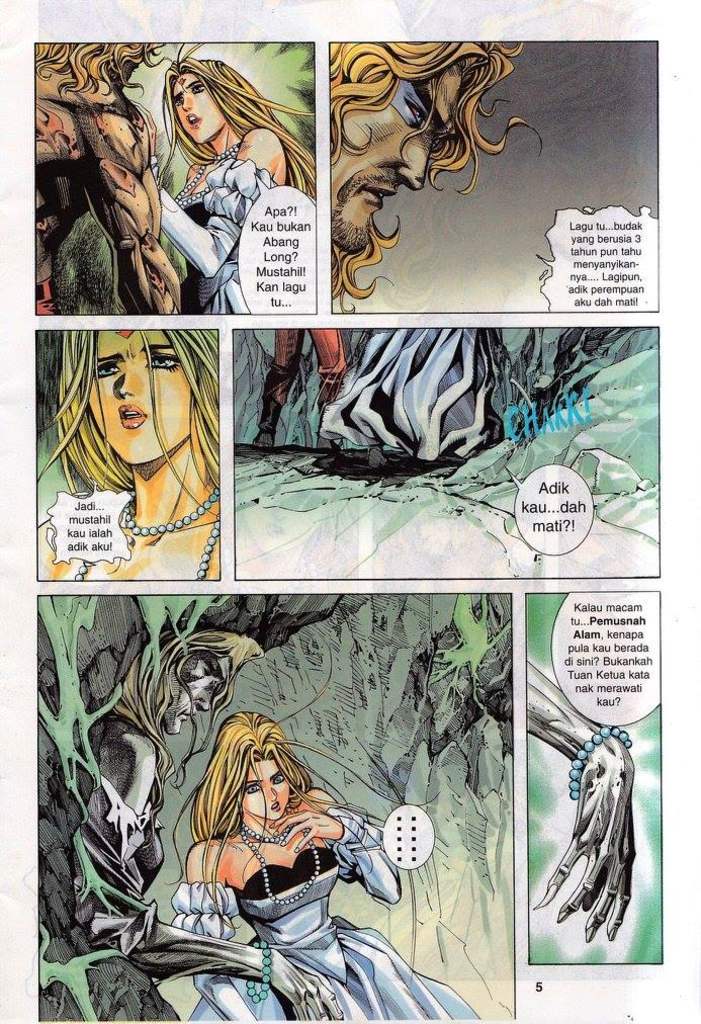 Apa?!
Kau bukan
Abang
Long?
Mustahil!
Kan lagu
tu...
Lagu tu...budak
yang berusia 3
tahun pun tahu
menyanyikan-
nya.... Lagipun,
adik perempuan
aku dah mati!
Jadi...
mustahil
kau ialah
adik aku!
CHAKK!
Adik
kau...dah
mati?!
Kalau macam
tu...Pemusnah
Alam, kenapa
pula kau berada
di sini? Bukankah
Tuan Ketua kata
nak merawati
kau?
5